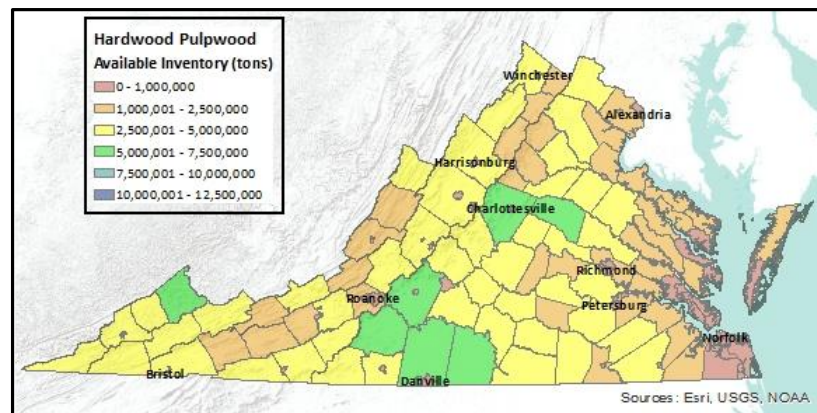 Hardwood Pulpwood
Available Inventory (tons)
0 - 1,000,000
1,000,001 - 2,500,000
2,500,001 - 5,000,000
5,000,001 - 7,500,000
7,500,001 - 10,000,000
10,000,001 - 12,500,000
Winchester
Alexandria
Harrisonburg
Charlottesville
Richmond
Roanoke
Petersburg
Norfolk
Bristol
Danville
Sources: Esri, USGS, NOAA